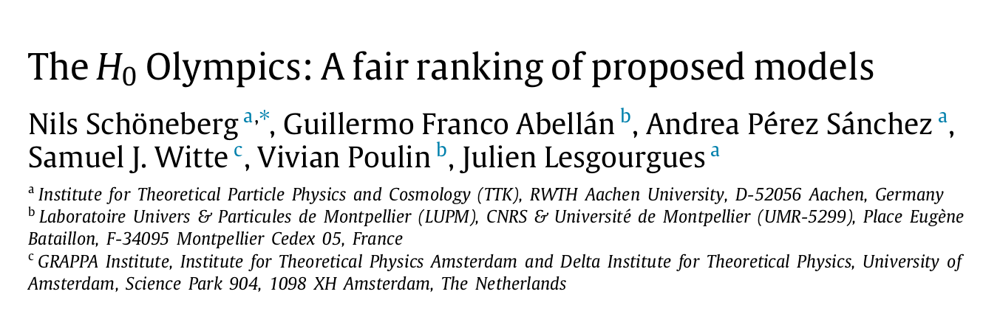 The H0 Olympics: A fair ranking of proposed models
Nils Schöneberg a,*, Guillermo Franco Abellán b, Andrea Pérez Sánchez a,
Samuel J. Witte c, Vivian Poulin b, Julien Lesgourgues a
a Institute for Theoretical Particle Physics and Cosmology (TTK), RWTH Aachen University, D-52056 Aachen, Germany
b Laboratoire Univers & Particules de Montpellier (LUPM), CNRS & Université de Montpellier (UMR-5299), Place Eugène
Bataillon, F-34095 Montpellier Cedex 05, France
c GRAPPA Institute, Institute for Theoretical Physics Amsterdam and Delta Institute for Theoretical Physics, University of
Amsterdam, Science Park 904, 1098 XH Amsterdam, The Netherlands